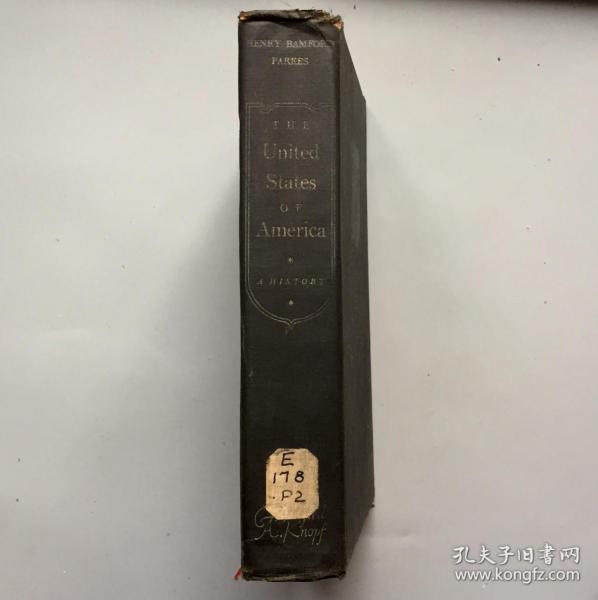 HENRY BAMFORD
PARKES
THE
United
States
OF
America
A HISTORY
E
178
.P2
A. Knopf
孔夫子旧书网
www.kongfz.com